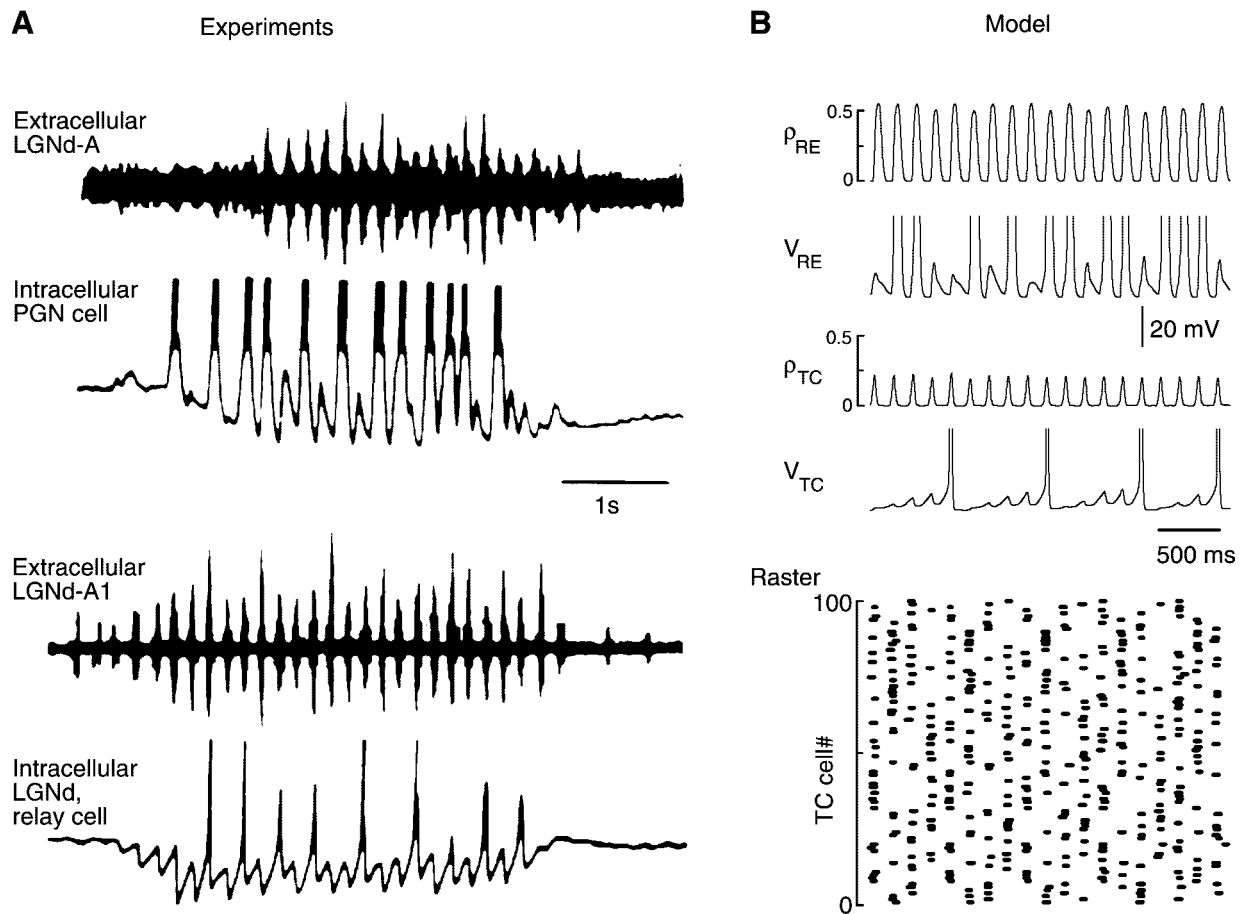 A
Experiments
Extracellular
LGNd-A
Intracellular
PGN cell
1s
Extracellular
LGNd-A1
Intracellular
LGNd,
relay cell
B
Model
0.5
ρRE
0
VRE
20 mV
0.5
ρTC
0
VTC
500 ms
Raster
100
TC cell#
0